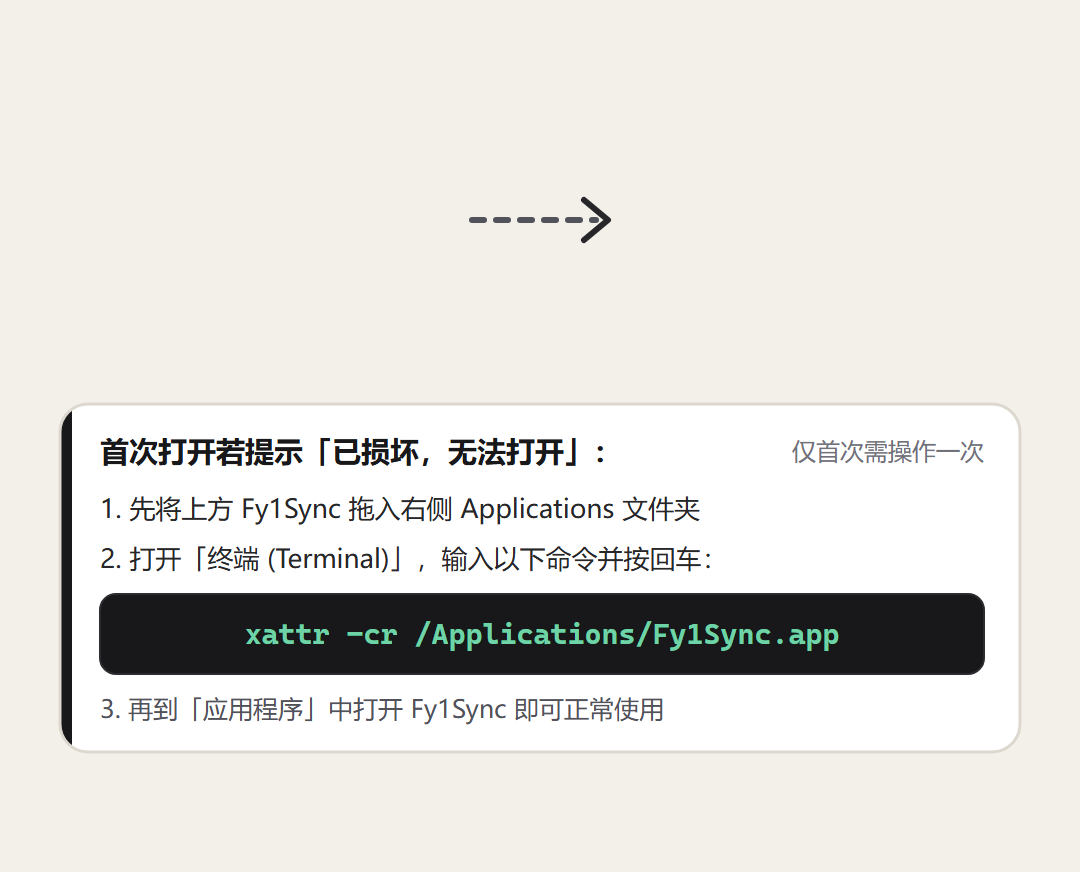 首次打开若提示「已损坏，无法打开」：
仅首次需操作一次
1. 先将上方 Fy1Sync 拖入右侧 Applications 文件夹
2. 打开「终端 (Terminal)」，输入以下命令并按回车：
xattr -cr /Applications/Fy1Sync.app
3. 再到「应用程序」中打开 Fy1Sync 即可正常使用